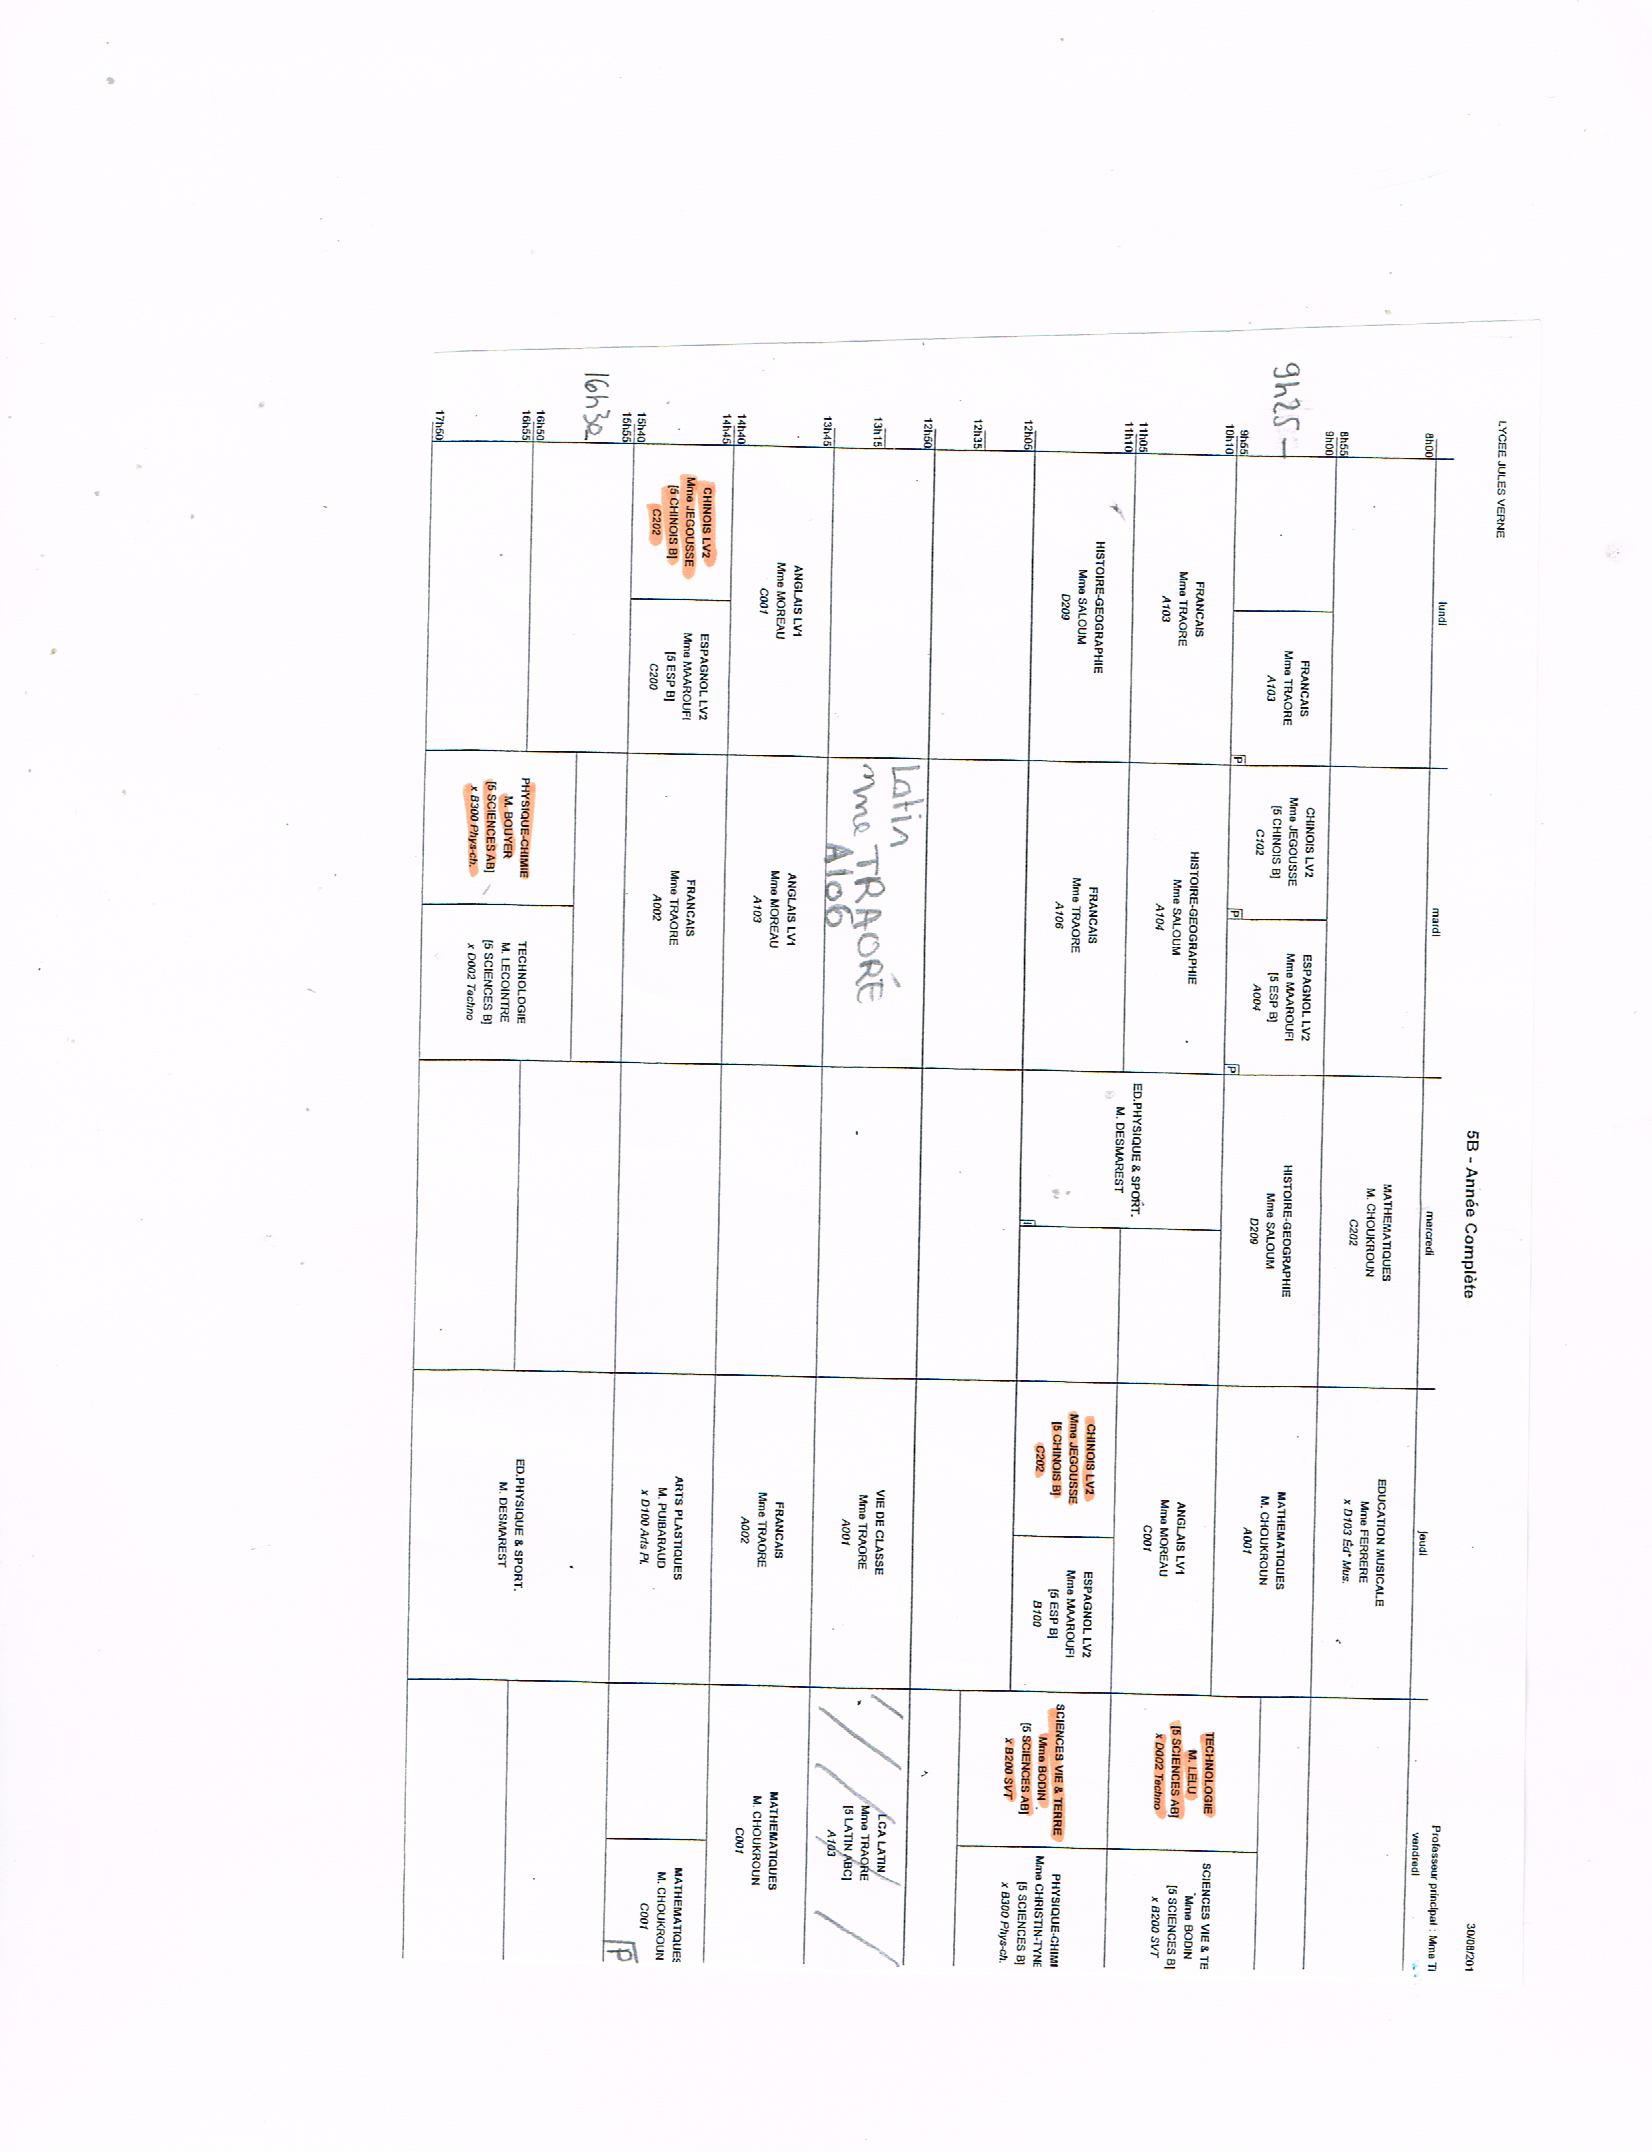 LYCEE JULES VERNE
5B - Année Complète
30/08/201
Professeur principal : Mme
lundi
mardi
mercredi
jeudi
vendredi
8h00
8h55
9h00
9h25
9h55
10h10
11h05
11h10
12h05
12h35
12h50
13h15
13h45
14h40
14h45
15h40
15h55
16h30
16h50
16h55
17h50
FRANCAIS
Mme TRAORE
A103
P
FRANCAIS
Mme TRAORE
A103
HISTOIRE-GEOGRAPHIE
Mme SALOUM
D209
ANGLAIS LV1
Mme MOREAU
C001
CHINOIS LV2
Mme JEGOUSSE
[5 CHINOIS B]
C202
ESPAGNOL LV2
Mme MAAROUFI
[5 ESP B]
C200
CHINOIS LV2
Mme JEGOUSSE
[5 CHINOIS B]
C102
P
ESPAGNOL LV2
Mme MAAROUFI
[5 ESP B]
A004
P
HISTOIRE-GEOGRAPHIE
Mme SALOUM
A104
FRANCAIS
Mme TRAORE
A106
Latin
Mme TRAORÉ
A106
ANGLAIS LV1
Mme MOREAU
A103
FRANCAIS
Mme TRAORE
A002
PHYSIQUE-CHIMIE
M. BOUYER
[5 SCIENCES AB]
x B300 Phys-ch.
TECHNOLOGIE
M. LECOINTRE
[5 SCIENCES B]
x D002 Techno
MATHEMATIQUES
M. CHOUKROUN
C202
HISTOIRE-GEOGRAPHIE
Mme SALOUM
D209
ED.PHYSIQUE & SPORT.
M. DESMAREST
EDUCATION MUSICALE
Mme FERRERE
x D103 Éd° Mus.
MATHEMATIQUES
M. CHOUKROUN
A001
ANGLAIS LV1
Mme MOREAU
C001
CHINOIS LV2
Mme JEGOUSSE
[5 CHINOIS B]
C202
ESPAGNOL LV2
Mme MAAROUFI
[5 ESP B]
B100
VIE DE CLASSE
Mme TRAORE
A001
FRANCAIS
Mme TRAORE
A002
ARTS PLASTIQUES
M. PUIBARAUD
x D100 Arts Pl.
ED.PHYSIQUE & SPORT.
M. DESMAREST
TECHNOLOGIE
M. LELU
[5 SCIENCES AB]
x D002 Techno
SCIENCES VIE & TE
Mme BODIN
[5 SCIENCES B]
x B200 SVT
SCIENCES VIE & TERRE
Mme BODIN
[5 SCIENCES AB]
x B200 SVT
PHYSIQUE-CHIMI
Mme CHRISTIN-TYNE
[5 SCIENCES B]
x B300 Phys-ch.
LCA LATIN
Mme TRAORE
[5 LATIN ABC]
A103
MATHEMATIQUES
M. CHOUKROUN
C001
MATHEMATIQUES
M. CHOUKROUN
C001
P